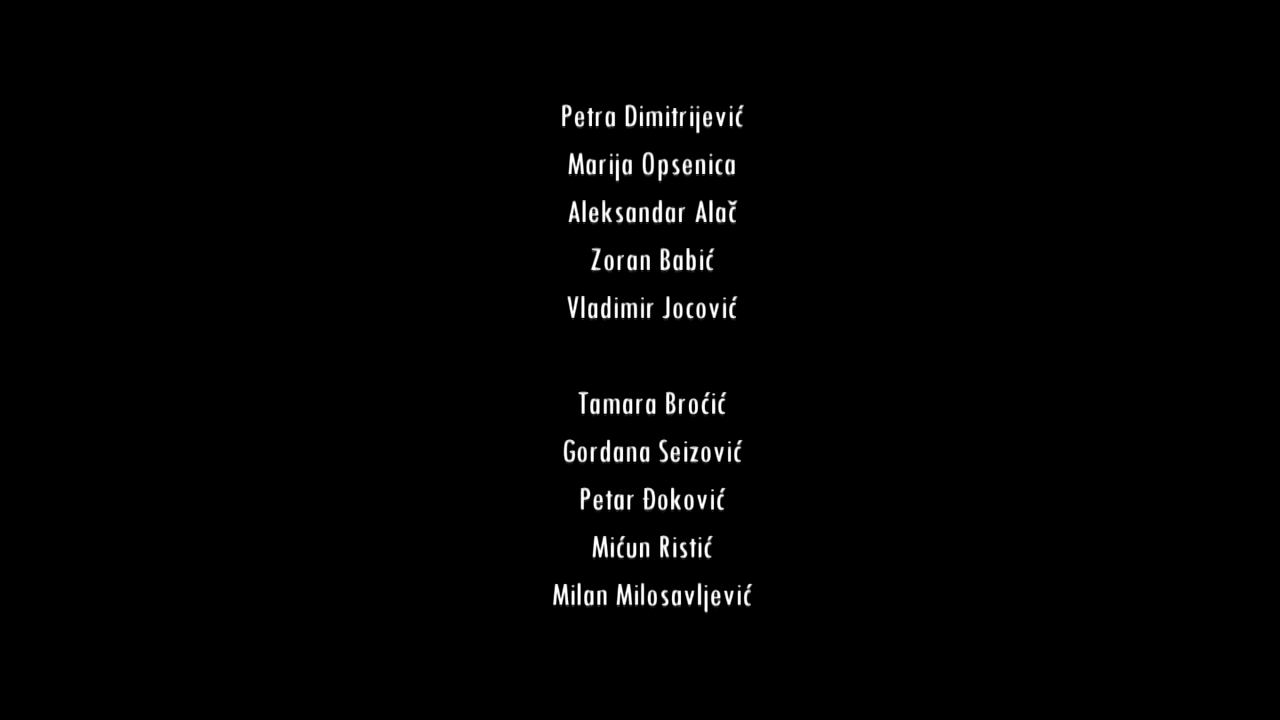 Petra Dimitrijević
Marija Opsenica
Aleksandar Alač
Zoran Babić
Vladimir Jocović
Tamara Broćić
Gordana Seizović
Petar Đoković
Mićun Ristić
Milan Milosavljević